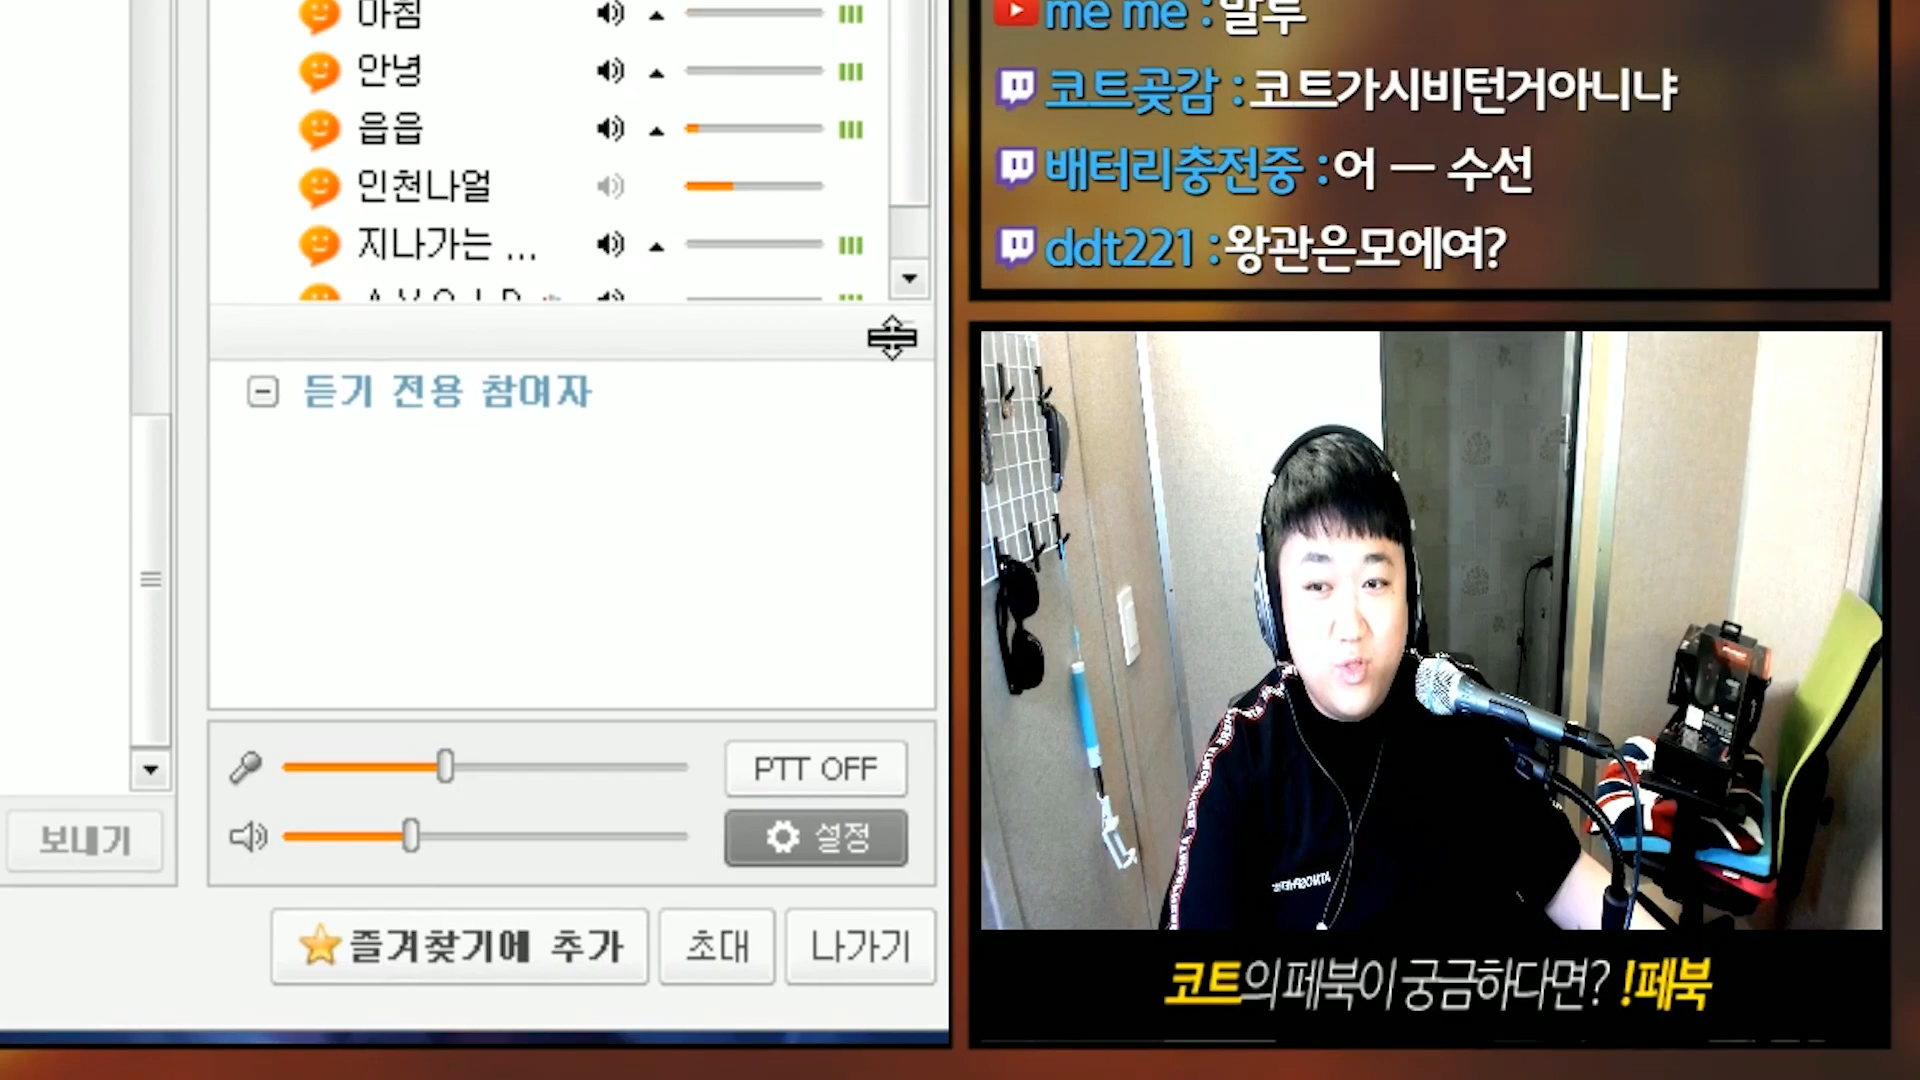 마침
안녕
읍읍
인천나얼
지나가는 ...
A V O I D
듣기 전용 참여자
PTT OFF
설정
보내기
즐겨찾기에 추가
초대
나가기
me me : 말투
코트곶감 : 코트가시비턴거아니냐
배터리충전중 : 어 ㅡ 수선
ddt221 : 왕관은모에여?
코트의 페북이 궁금하다면? !페북